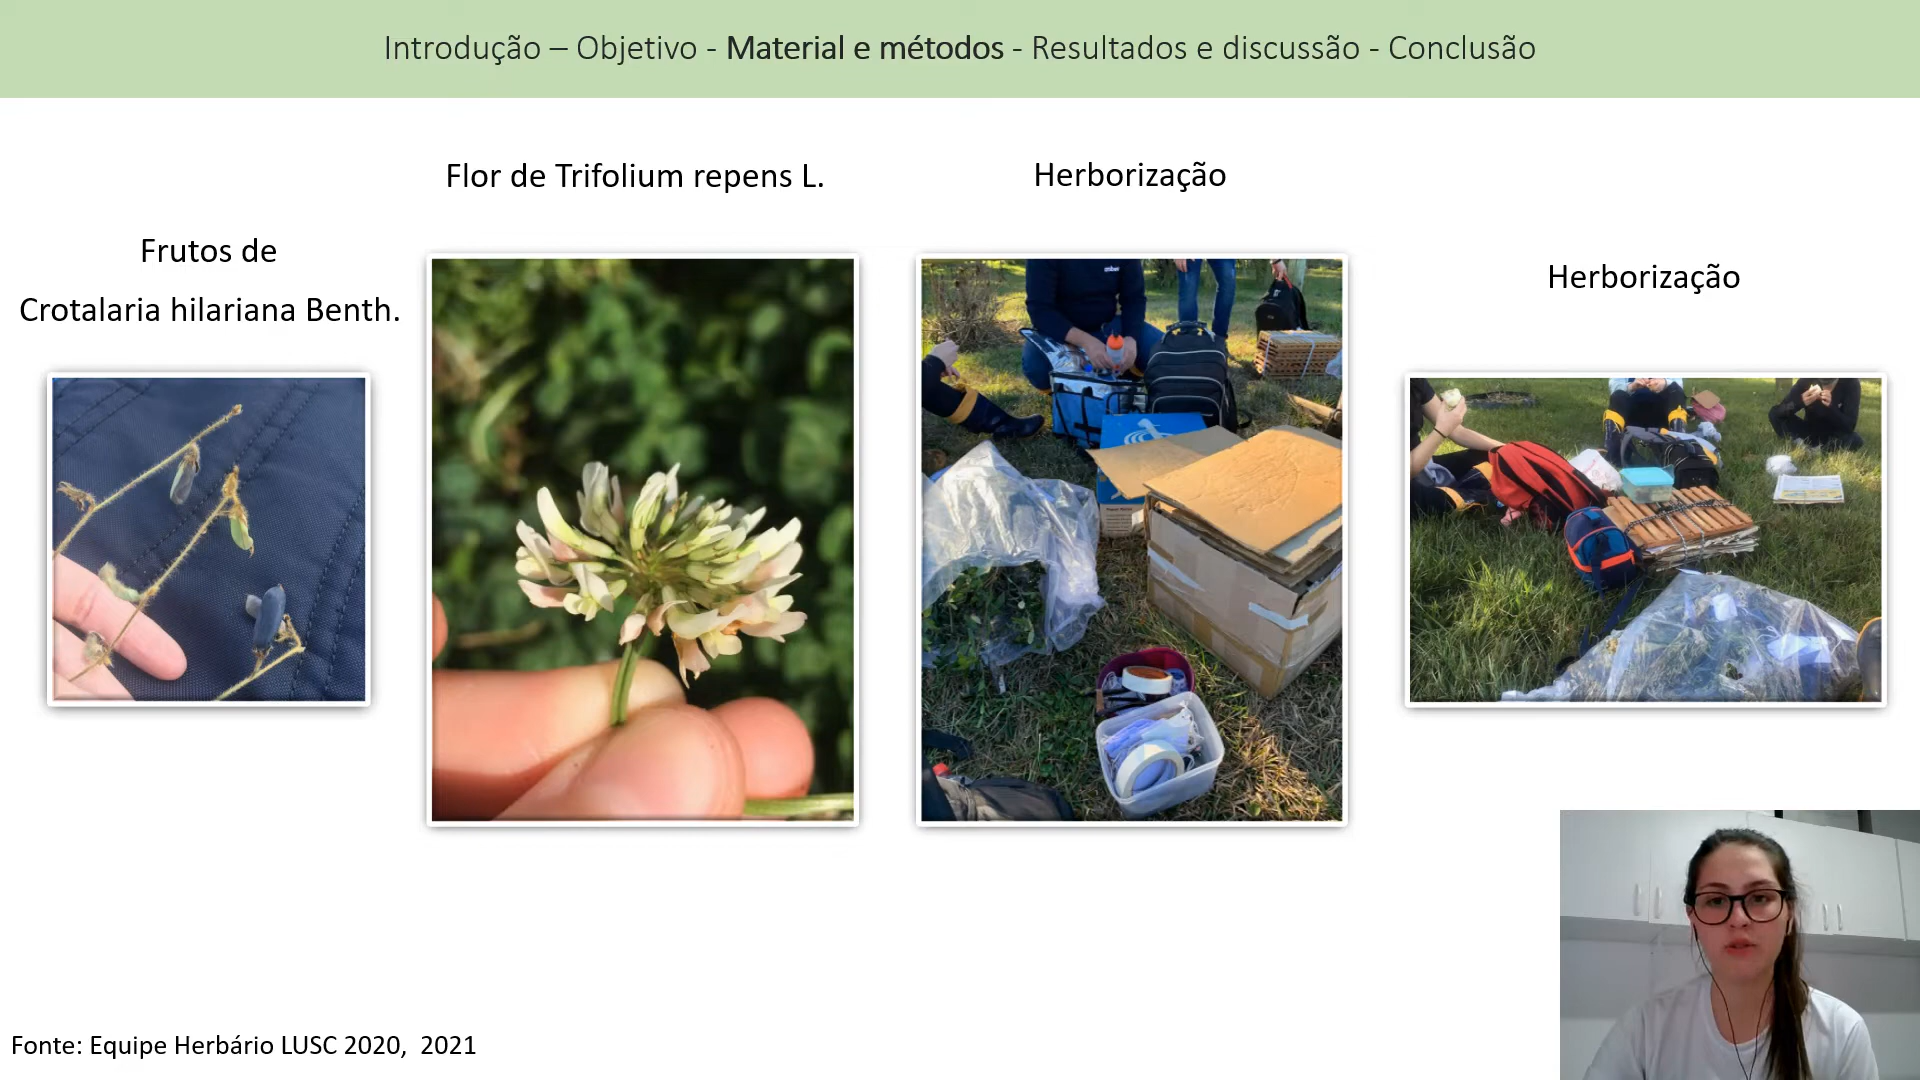 Introdução – Objetivo - Material e métodos - Resultados e discussão - Conclusão
Flor de Trifolium repens L.
Herborização
Frutos de
Crotalaria hilariana Benth.
Herborização
Fonte: Equipe Herbário LUSC 2020,  2021